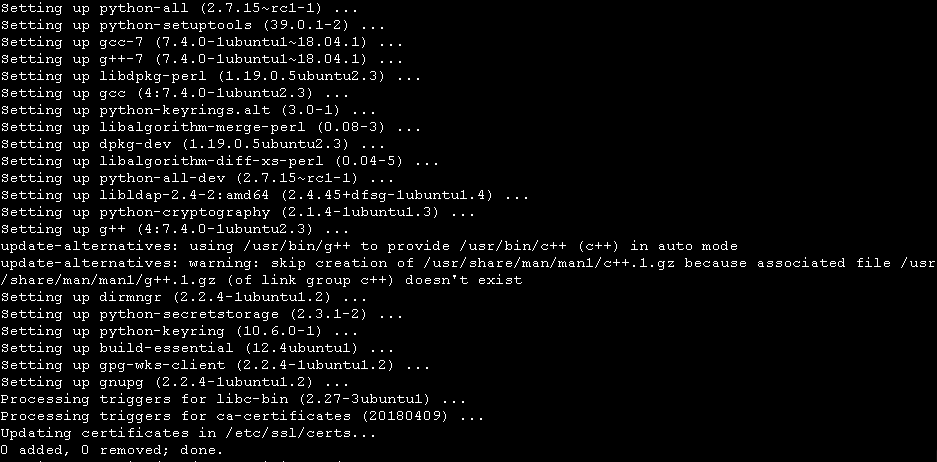 Setting up python-all (2.7.15~rc1-1) ...
Setting up python-setuptools (39.0.1-2) ...
Setting up gcc-7 (7.4.0-1ubuntu1~18.04.1) ...
Setting up g++-7 (7.4.0-1ubuntu1~18.04.1) ...
Setting up libdpkg-perl (1.19.0.5ubuntu2.3) ...
Setting up gcc (4:7.4.0-1ubuntu2.3) ...
Setting up python-keyrings.alt (3.0-1) ...
Setting up libalgorithm-merge-perl (0.08-3) ...
Setting up dpkg-dev (1.19.0.5ubuntu2.3) ...
Setting up libalgorithm-diff-xs-perl (0.04-5) ...
Setting up python-all-dev (2.7.15~rc1-1) ...
Setting up libldap-2.4-2:amd64 (2.4.45+dfsg-1ubuntu1.4) ...
Setting up python-cryptography (2.1.4-1ubuntu1.3) ...
Setting up g++ (4:7.4.0-1ubuntu2.3) ...
update-alternatives: using /usr/bin/g++ to provide /usr/bin/c++ (c++) in auto mode
update-alternatives: warning: skip creation of /usr/share/man/man1/c++.1.gz because associated file /usr
/share/man/man1/g++.1.gz (of link group c++) doesn't exist
Setting up dirmngr (2.2.4-1ubuntu1.2) ...
Setting up python-secretstorage (2.3.1-2) ...
Setting up python-keyring (10.6.0-1) ...
Setting up build-essential (12.4ubuntu1) ...
Setting up gpg-wks-client (2.2.4-1ubuntu1.2) ...
Setting up gnupg (2.2.4-1ubuntu1.2) ...
Processing triggers for libc-bin (2.27-3ubuntu1) ...
Processing triggers for ca-certificates (20180409) ...
Updating certificates in /etc/ssl/certs...
0 added, 0 removed; done.